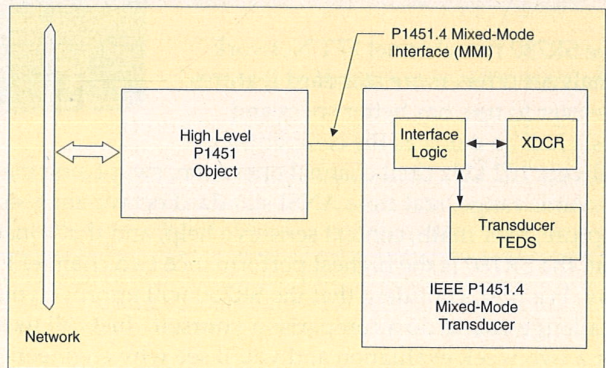 P1451.4 Mixed-Mode
Interface (MMI)
High Level
P1451
Object
Interface
Logic
XDCR
Transducer
TEDS
IEEE P1451.4
Mixed-Mode
Transducer
Network